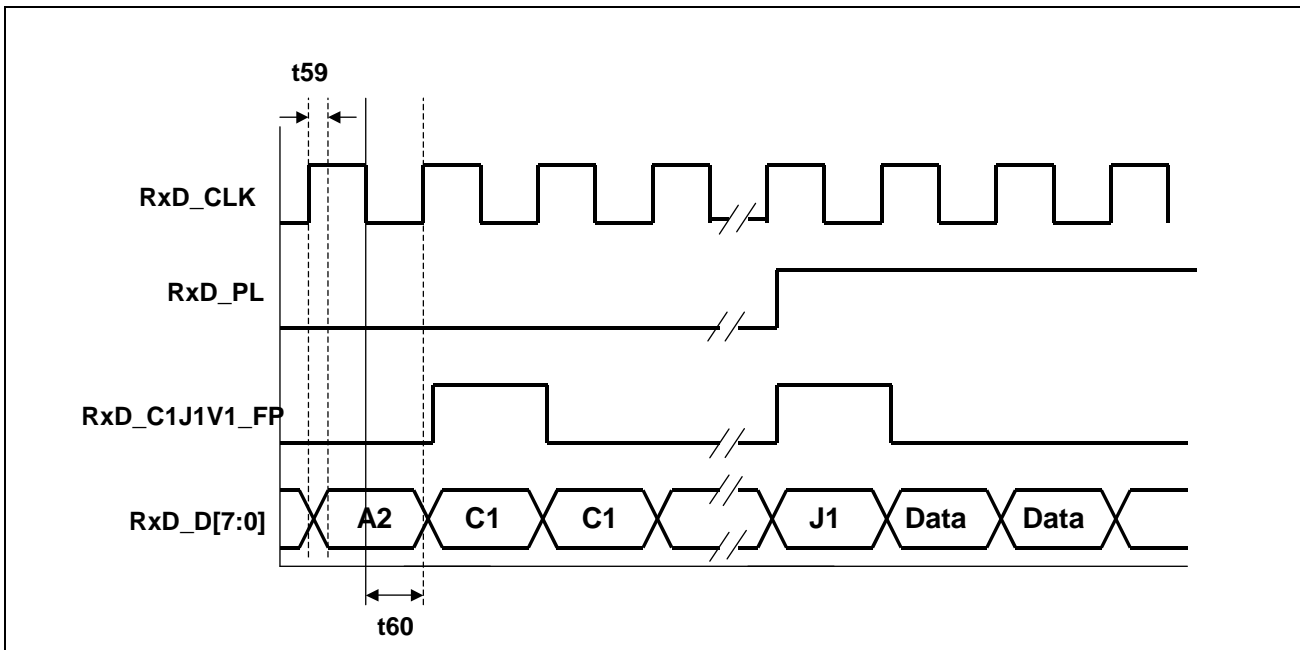 t59
RxD_CLK
RxD_PL
RxD_C1J1V1_FP
RxD_D[7:0]
A2 C1 C1 J1 Data Data
t60